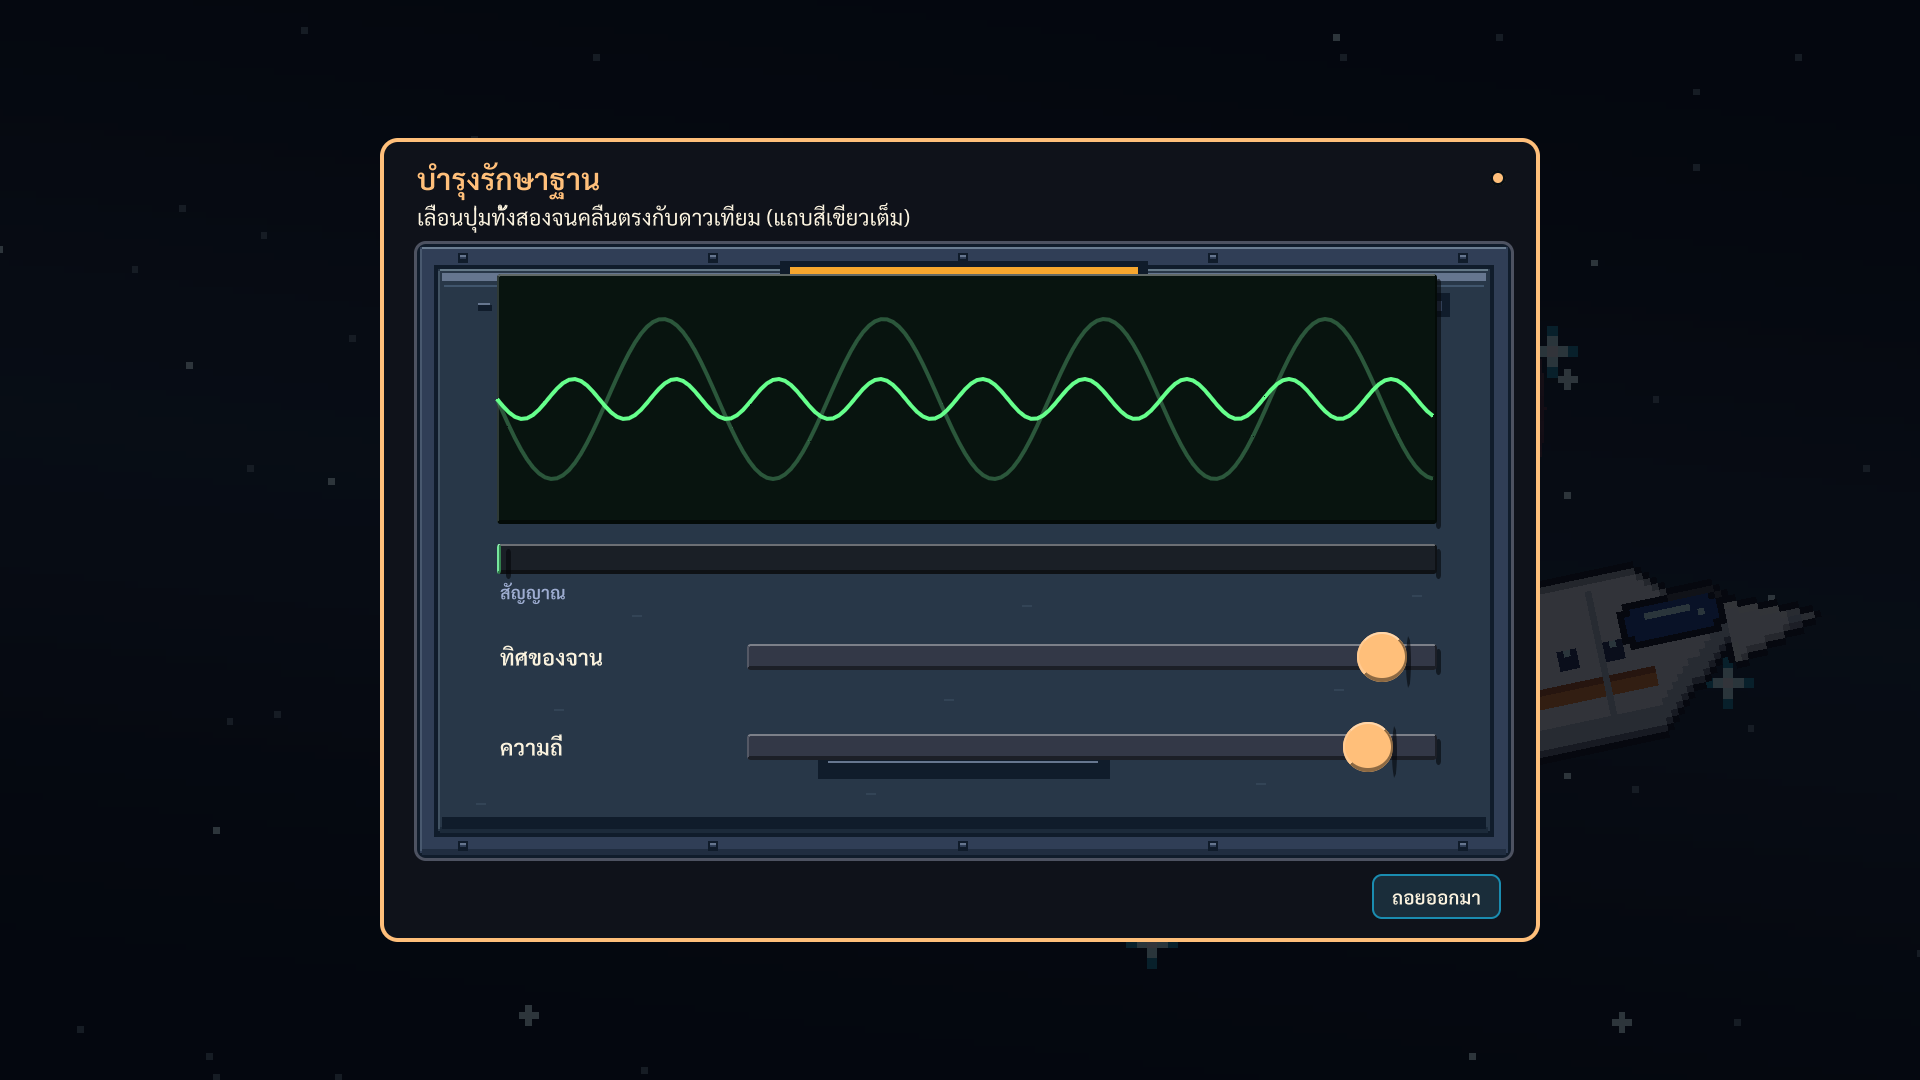 บำรุงรักษาฐาน
เลื่อนปุ่มทั้งสองจนคลื่นตรงกับดาวเทียม (แถบสีเขียวเต็ม)
สัญญาณ
ทิศของจาน
ความถี่
ถอยออกมา